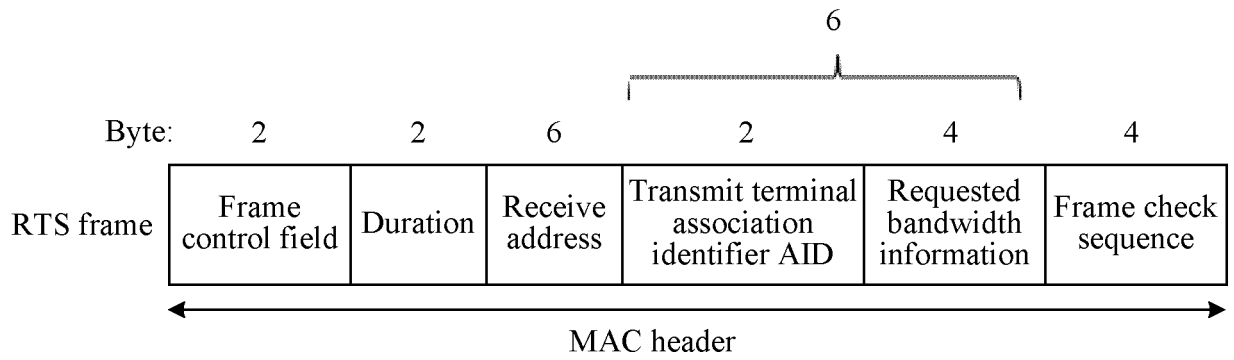 6
Byte: 2 2 6 2 4 4
RTS frame
Frame
control field
Duration
Receive
address
Transmit terminal
association
identifier AID
Requested
bandwidth
information
Frame check
sequence
MAC header